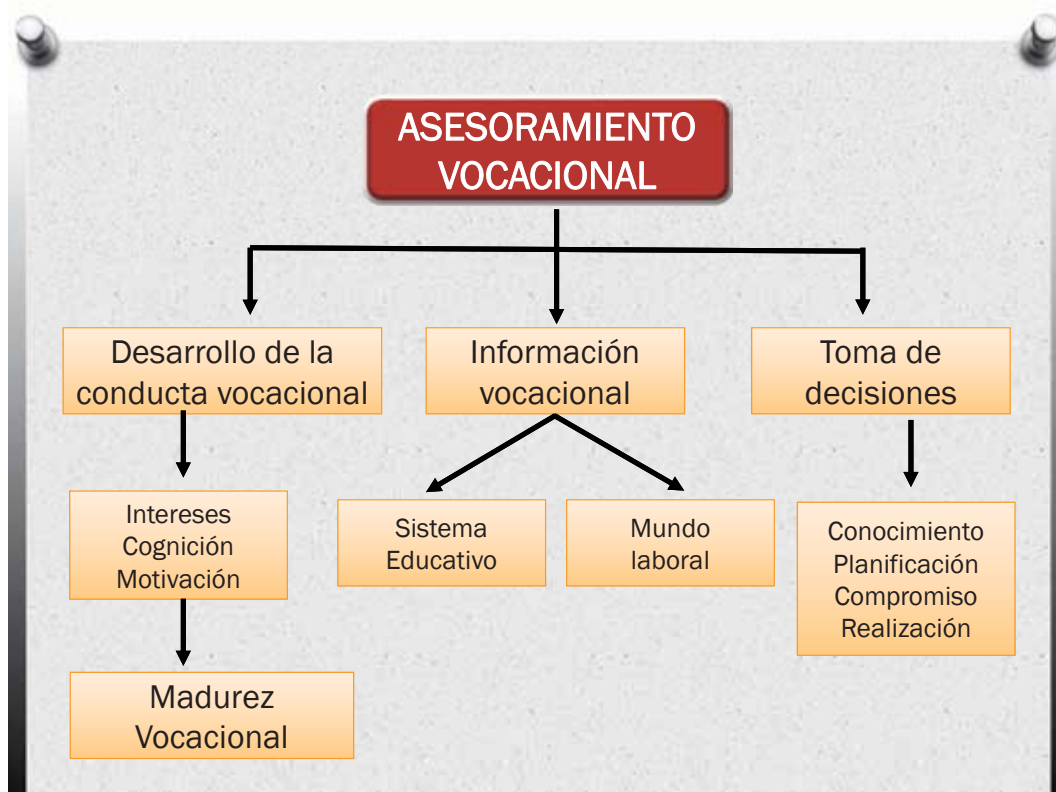 ASESORAMIENTO
VOCACIONAL
Desarrollo de la
conducta vocacional
Información
vocacional
Toma de
decisiones
Intereses
Cognición
Motivación
Sistema
Educativo
Mundo
laboral
Conocimiento
Planificación
Compromiso
Realización
Madurez
Vocacional